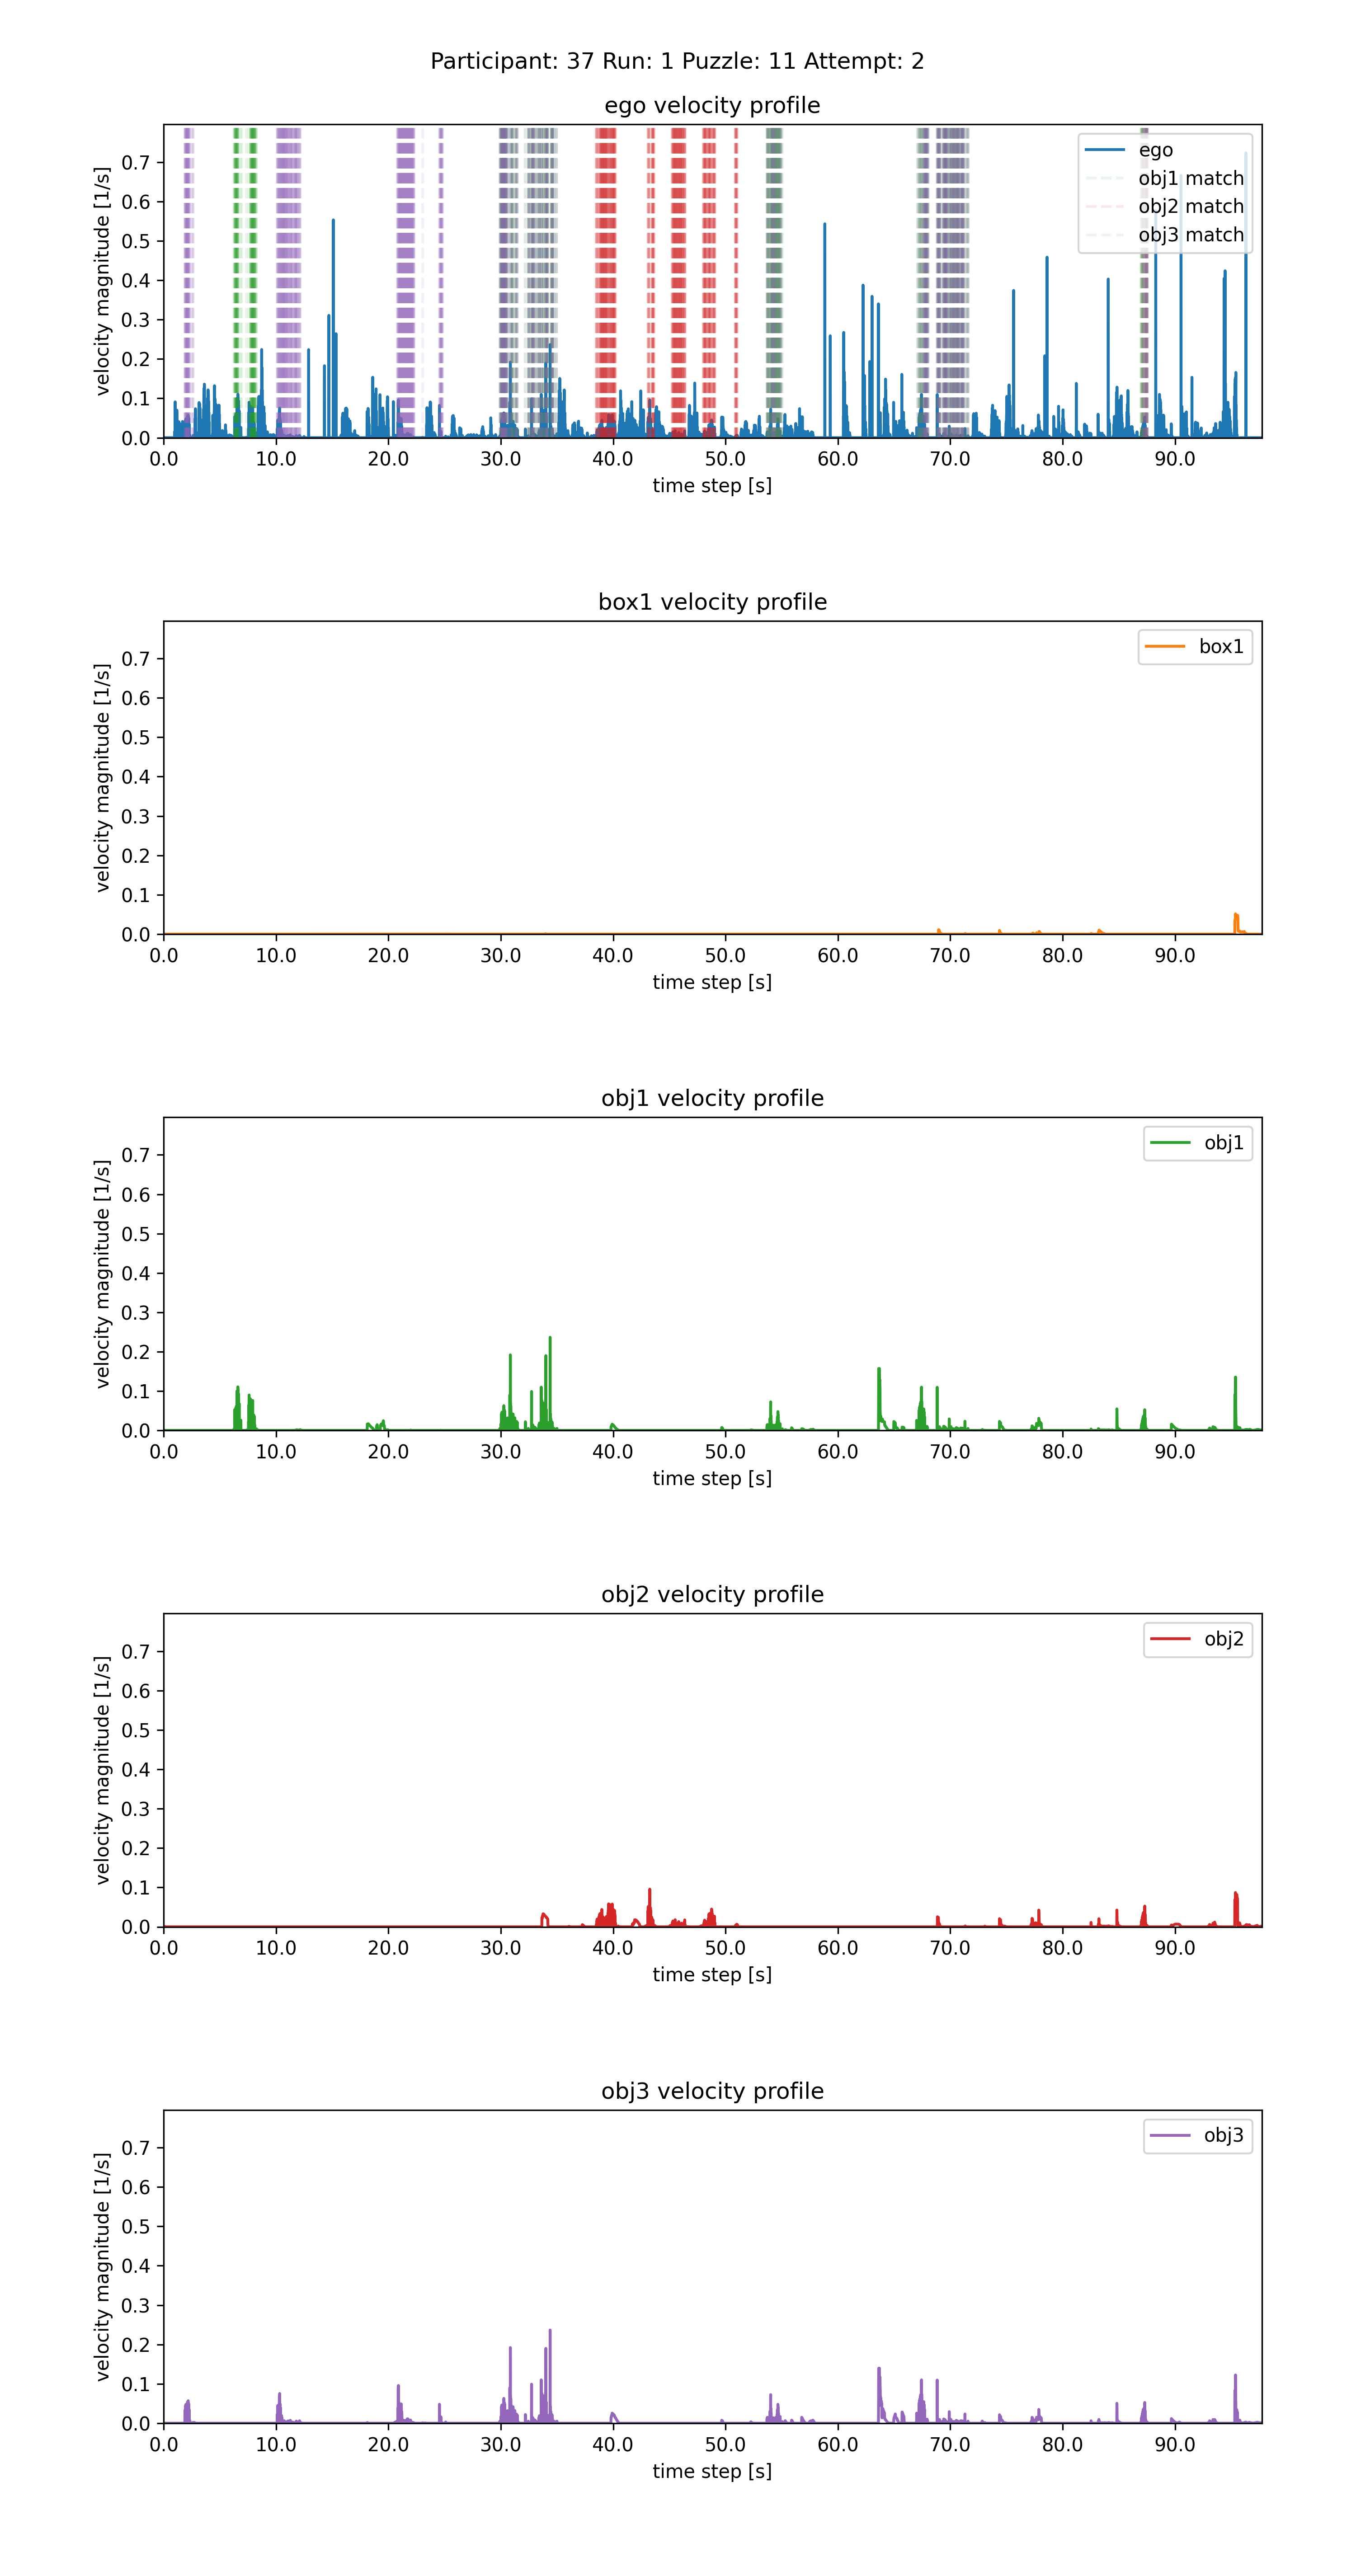 Participant: 37 Run: 1 Puzzle: 11 Attempt: 2
ego velocity profile
velocity magnitude [1/s]
0.7
0.6
0.5
0.4
0.3
0.2
0.1
0.0
ego
obj1 match
obj2 match
obj3 match
0.0 10.0 20.0 30.0 40.0 50.0 60.0 70.0 80.0 90.0
time step [s]
box1 velocity profile
velocity magnitude [1/s]
0.7
0.6
0.5
0.4
0.3
0.2
0.1
0.0
box1
0.0 10.0 20.0 30.0 40.0 50.0 60.0 70.0 80.0 90.0
time step [s]
obj1 velocity profile
velocity magnitude [1/s]
0.7
0.6
0.5
0.4
0.3
0.2
0.1
0.0
obj1
0.0 10.0 20.0 30.0 40.0 50.0 60.0 70.0 80.0 90.0
time step [s]
obj2 velocity profile
velocity magnitude [1/s]
0.7
0.6
0.5
0.4
0.3
0.2
0.1
0.0
obj2
0.0 10.0 20.0 30.0 40.0 50.0 60.0 70.0 80.0 90.0
time step [s]
obj3 velocity profile
velocity magnitude [1/s]
0.7
0.6
0.5
0.4
0.3
0.2
0.1
0.0
obj3
0.0 10.0 20.0 30.0 40.0 50.0 60.0 70.0 80.0 90.0
time step [s]